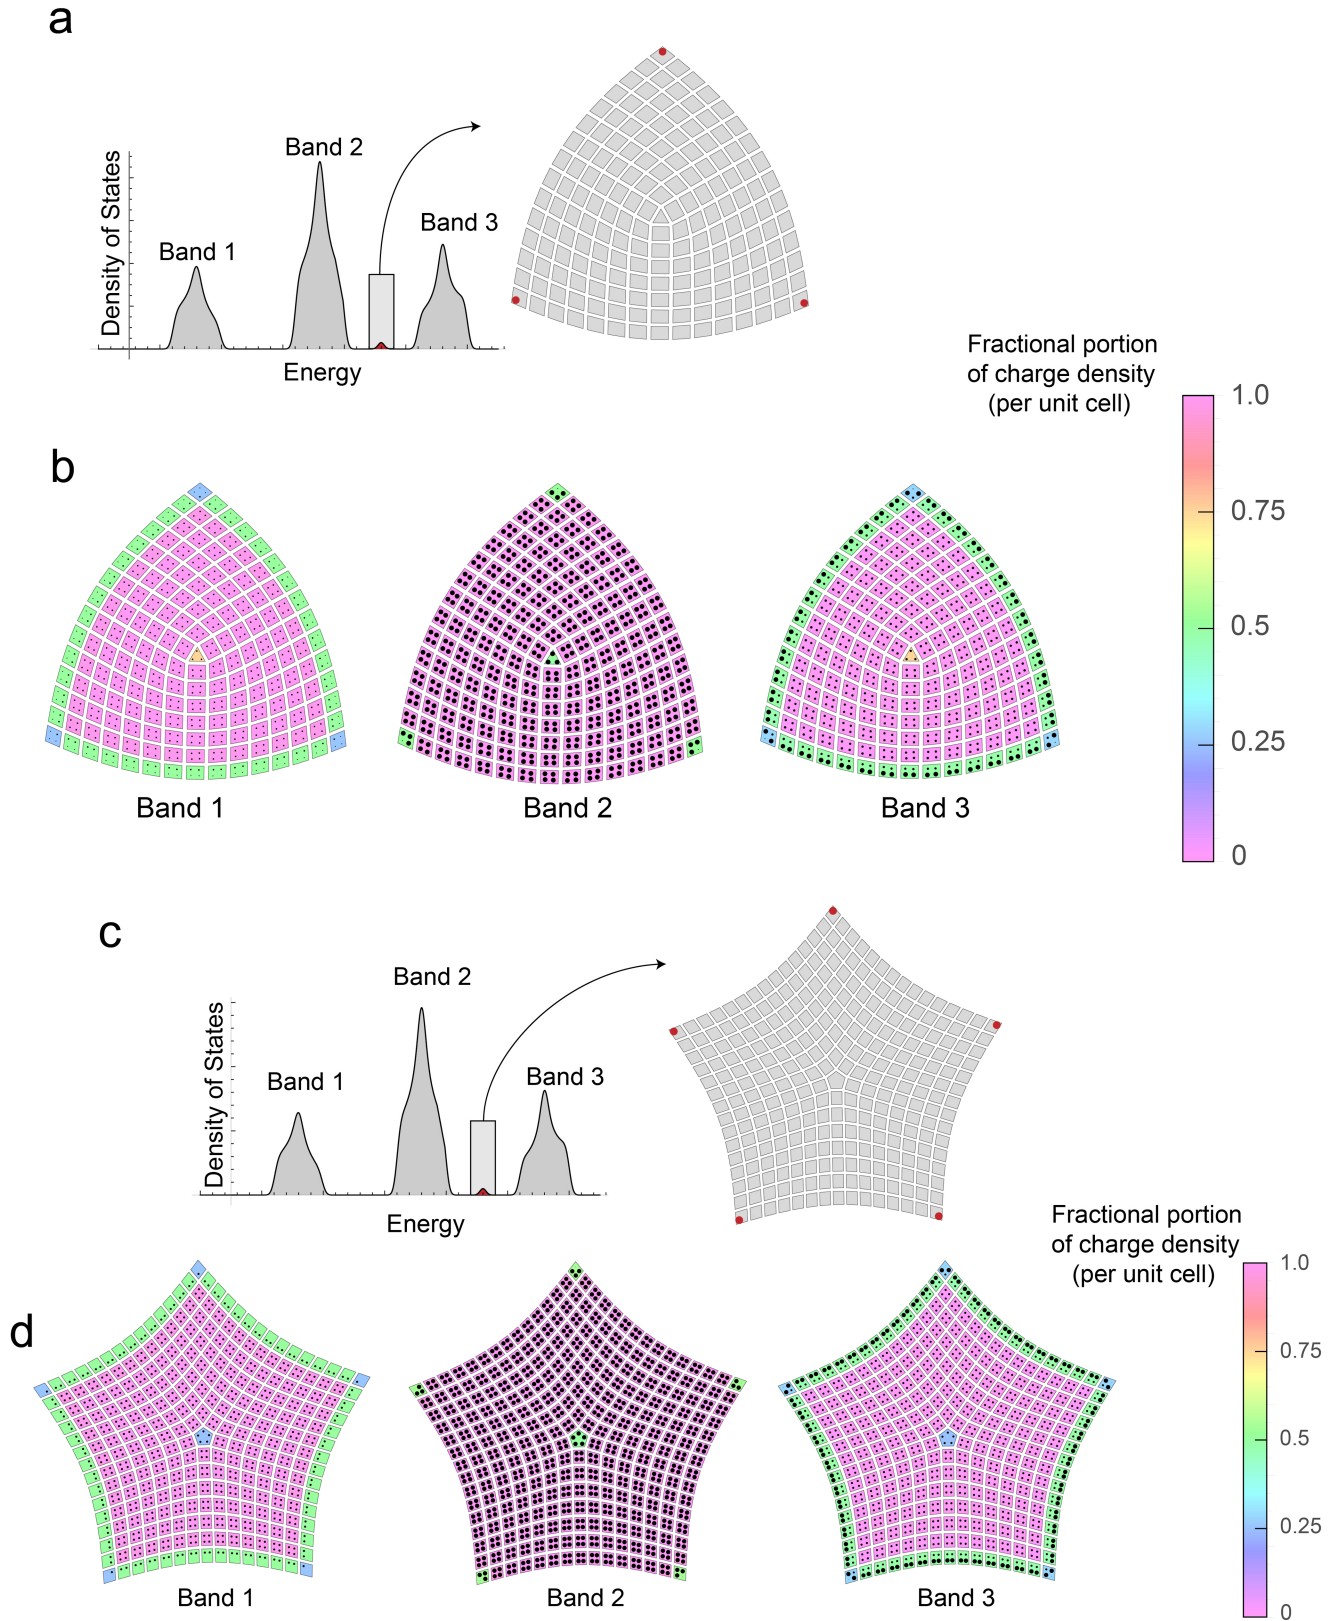 a
Band 2
Band 3
Band 1
Density of States
Energy
Fractional portion
of charge density
(per unit cell)
1.0
0.75
0.5
0.25
0
b
Band 1
Band 2
Band 3
c
Band 2
Band 1
Band 3
Density of States
Energy
Fractional portion
of charge density
(per unit cell)
1.0
0.75
0.5
0.25
0
d
Band 1
Band 2
Band 3